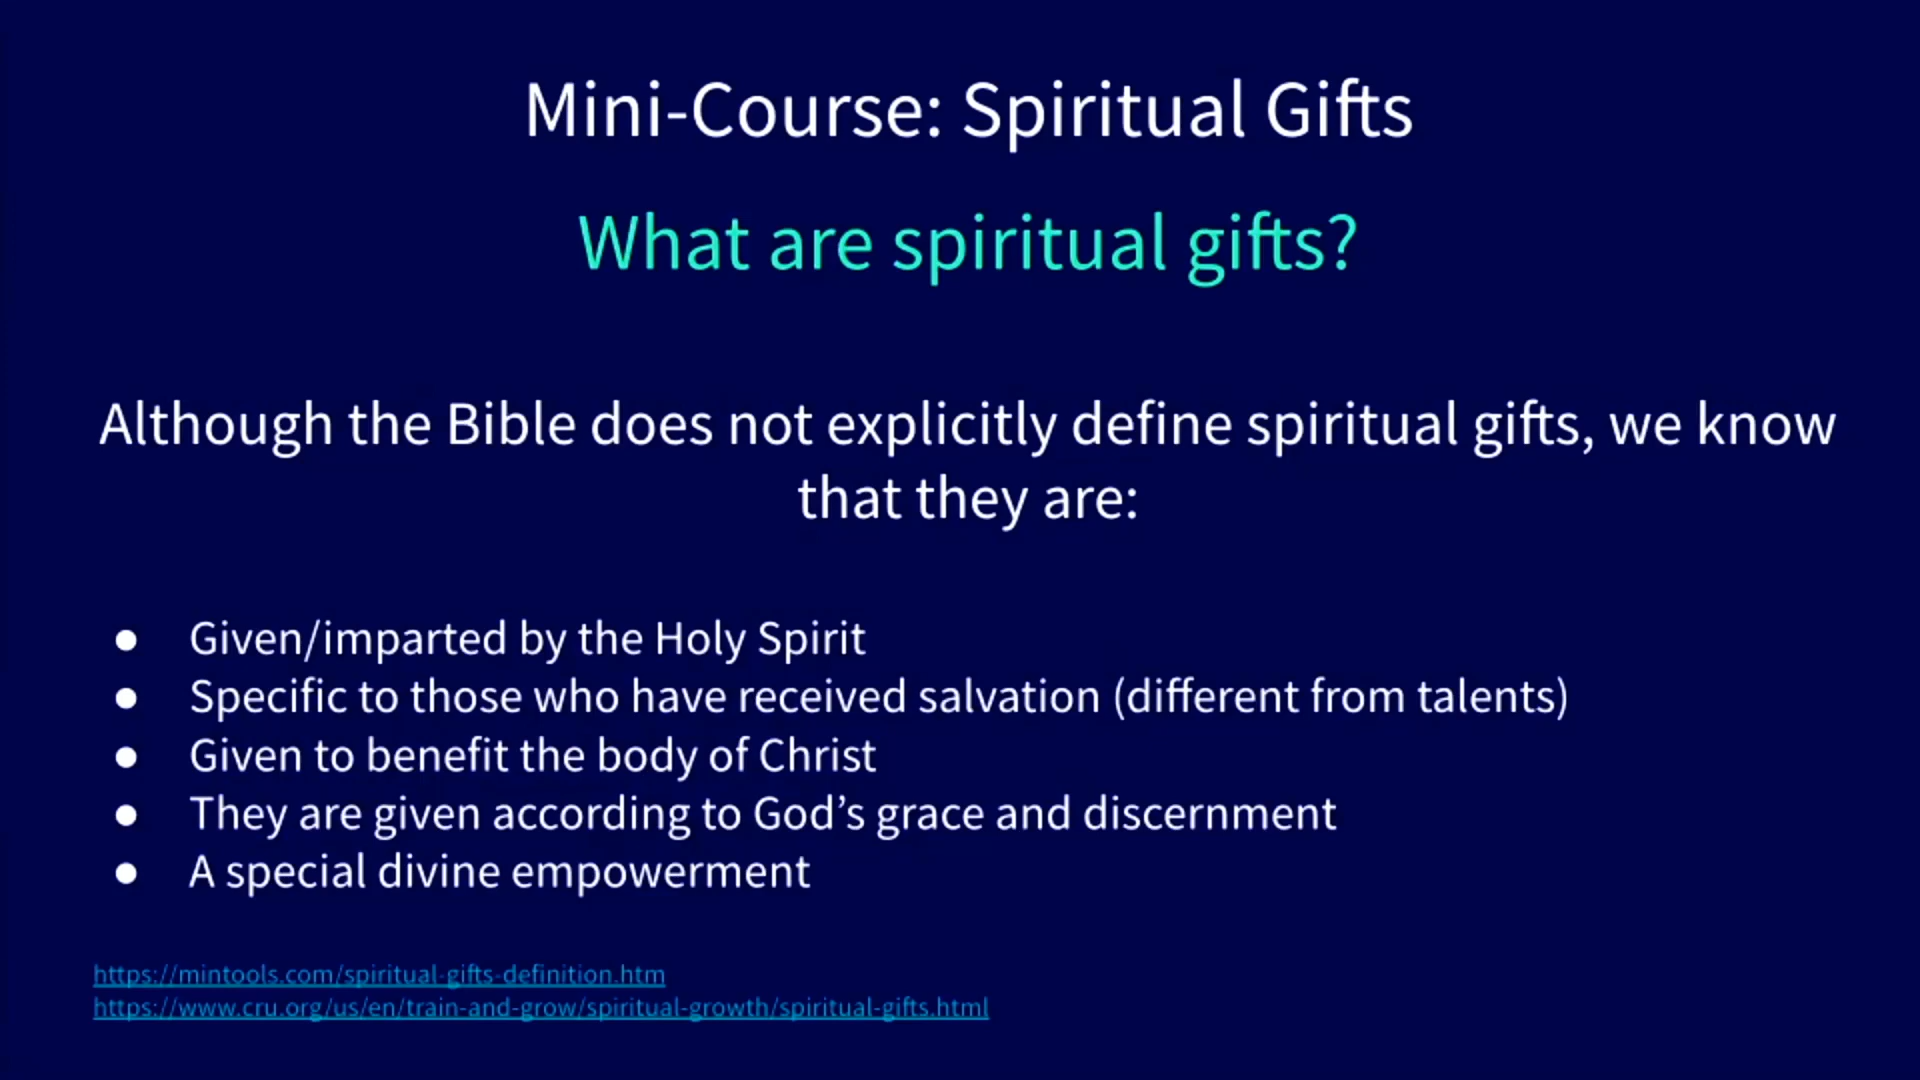 Mini-Course: Spiritual Gifts
What are spiritual gifts?
Although the Bible does not explicitly define spiritual gifts, we know
that they are:
● Given/imparted by the Holy Spirit
● Specific to those who have received salvation (different from talents)
● Given to benefit the body of Christ
● They are given according to God’s grace and discernment
● A special divine empowerment
https://mintools.com/spiritual-gifts-definition.htm
https://www.cru.org/us/en/train-and-grow/spiritual-growth/spiritual-gifts.html